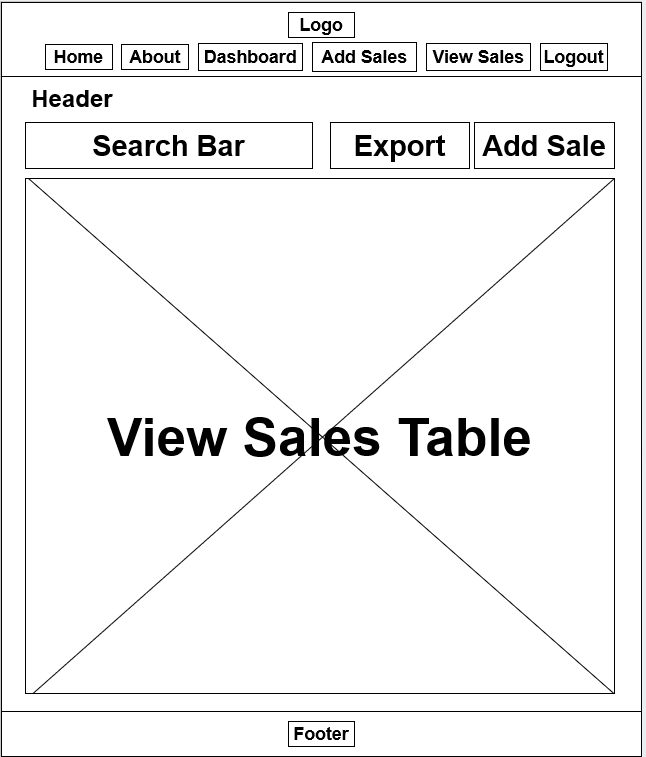 Logo
Home About Dashboard Add Sales View Sales Logout
Header
Search Bar Export Add Sale
View Sales Table
Footer